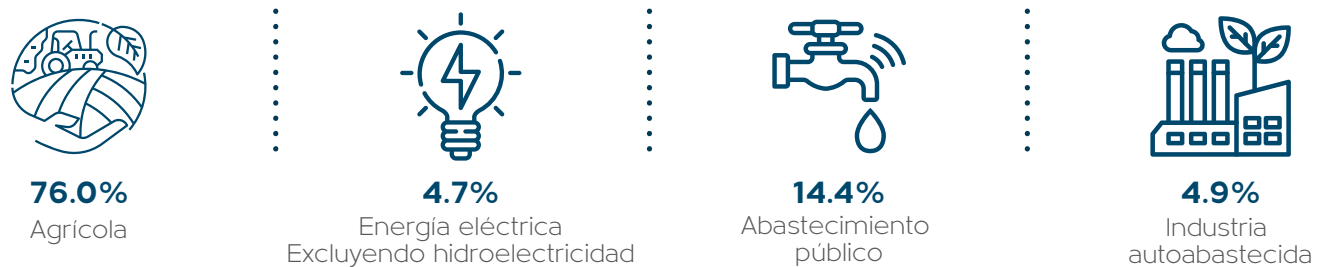 76.0%
Agrícola
4.7%
Energía eléctrica
Excluyendo hidroelectricidad
14.4%
Abastecimiento
público
4.9%
Industria
autoabastecida